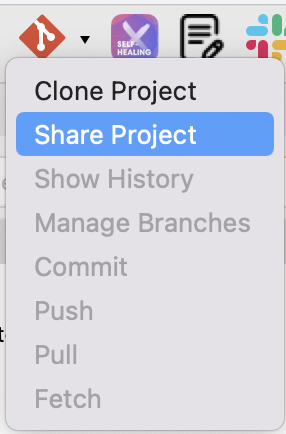 SELF-
HEALING
Clone Project
Share Project
Show History
Manage Branches
Commit
Push
Pull
Fetch